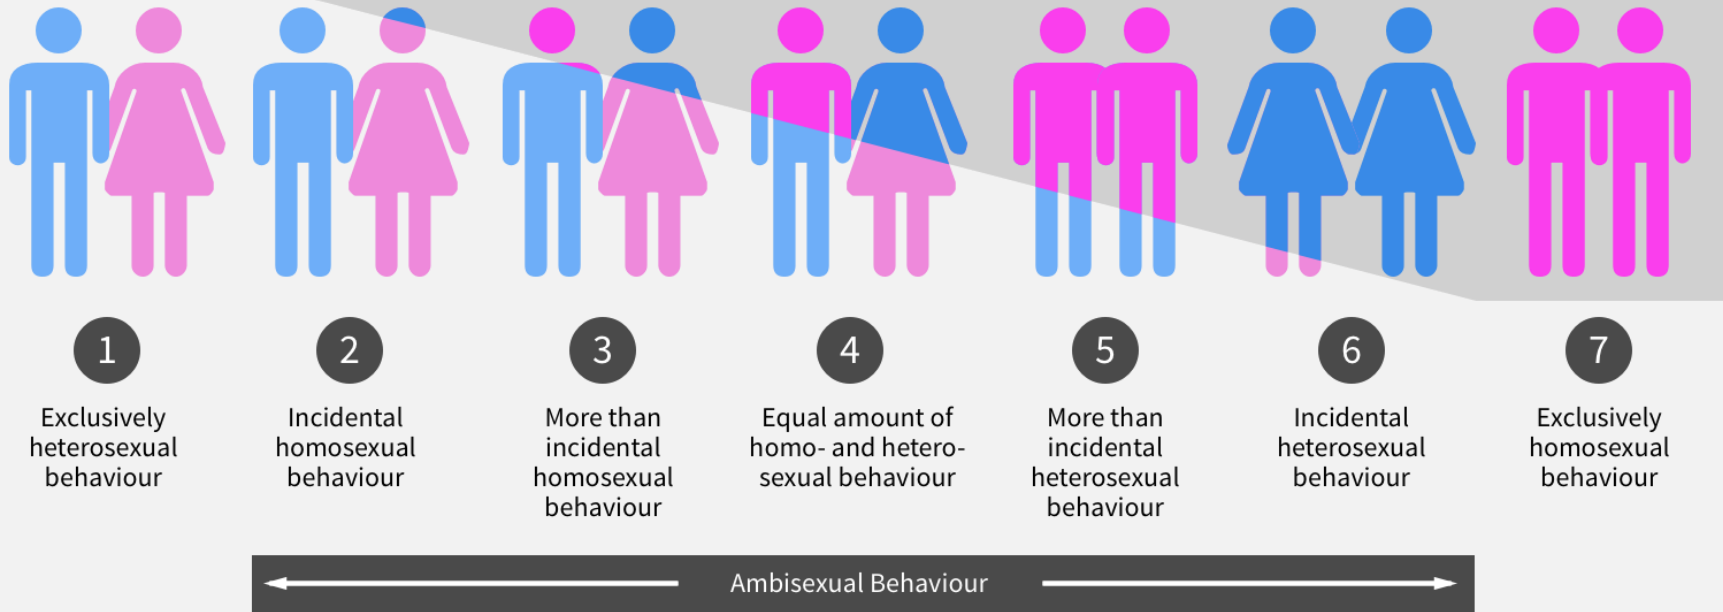 1
Exclusively
heterosexual
behaviour
2
Incidental
homosexual
behaviour
3
More than
incidental
homosexual
behaviour
4
Equal amount of
homo- and hetero-
sexual behaviour
5
More than
incidental
heterosexual
behaviour
6
Incidental
heterosexual
behaviour
7
Exclusively
homosexual
behaviour
Ambisexual Behaviour